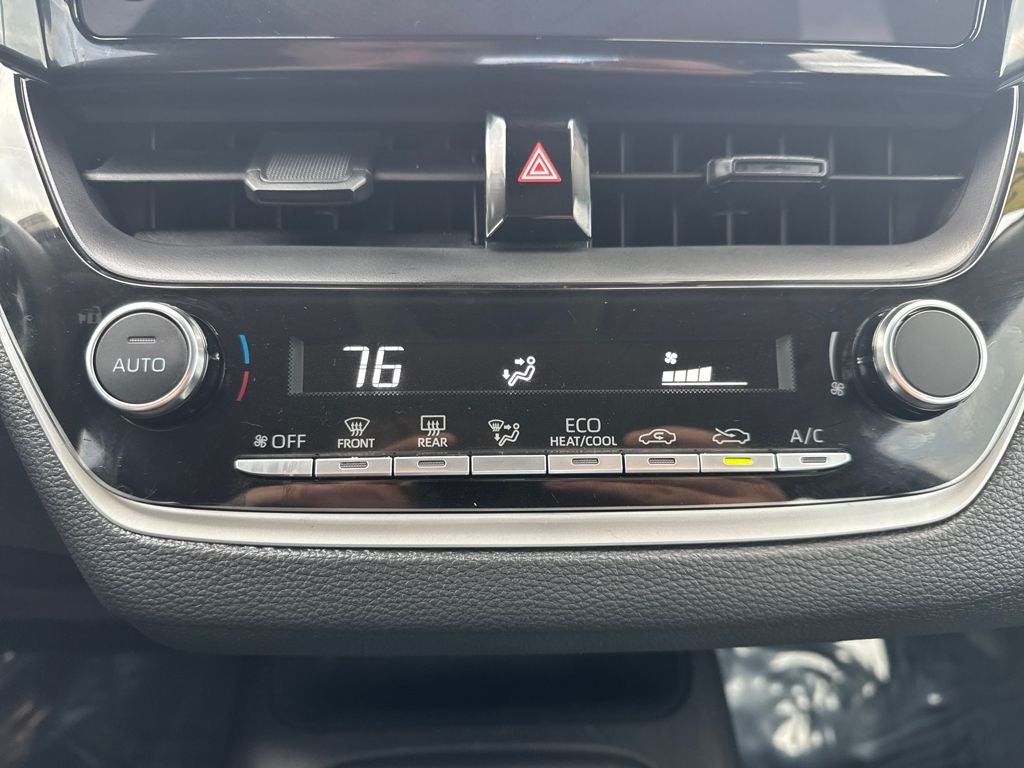 AUTO
76
OFF
FRONT
REAR
ECO
HEAT/COOL
A/C